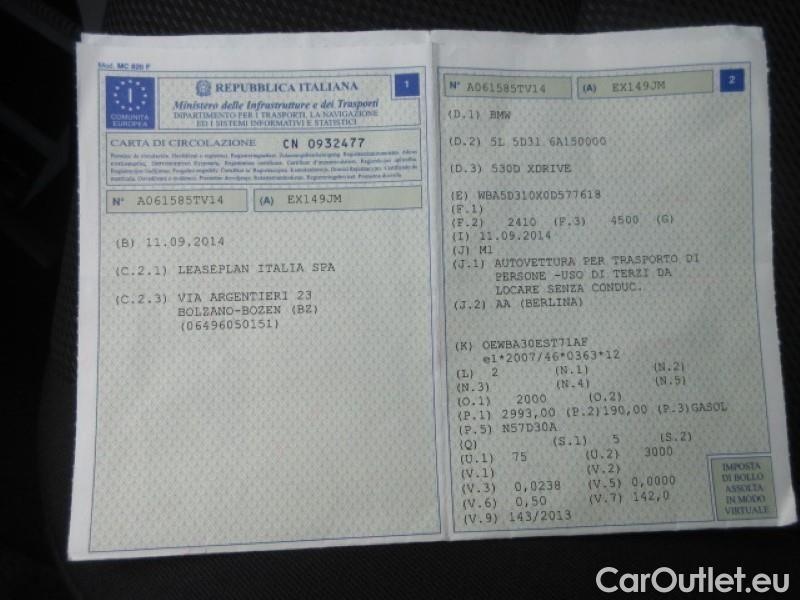 Mod. MC 820 F
REPUBBLICA ITALIANA
1
Ministero delle Infrastrutture e dei Trasporti
DIPARTIMENTO PER I TRASPORTI, LA NAVIGAZIONE
ED I SISTEMI INFORMATIVI E STATISTICI
I
COMUNITÀ
EUROPEA
CARTA DI CIRCOLAZIONE CN 0932477
N° A061585TV14 (A) EX149JM
(B) 11.09.2014
(C.2.1) LEASEPLAN ITALIA SPA
(C.2.3) VIA ARGENTIERI 23
BOLZANO-BOZEN (BZ)
(06496050151)
N° A061585TV14 (A) EX149JM
2
(D.1) BMW
(D.2) 5L 5D31 6A150000
(D.3) 530D XDRIVE
(E) WBA5D310X0D577618
(F.1)
(F.2) 2410 (F.3) 4500 (G)
(I) 11.09.2014
(J) M1
(J.1) AUTOVETTURA PER TRASPORTO DI
PERSONE -USO DI TERZI DA
LOCARE SENZA CONDUC.
(J.2) AA (BERLINA)
(K) OEWBA30EST71AF
e1*2007/46*0363*12
(L) 2 (N.1) (N.2)
(N.3) (N.4) (N.5)
(O.1) 2000 (O.2)
(P.1) 2993,00 (P.2)190,00 (P.3)GASOL
(P.5) N57D30A
(Q) (S.1) 5 (S.2)
(U.1) 75 (U.2) 3000
(V.1) (V.2)
(V.3) 0,0238 (V.5) 0,0000
(V.6) 0,50 (V.7) 142,0
(V.9) 143/2013
IMPOSTA
DI BOLLO
ASSOLTA
IN MODO
VIRTUALE
CarOutlet.eu